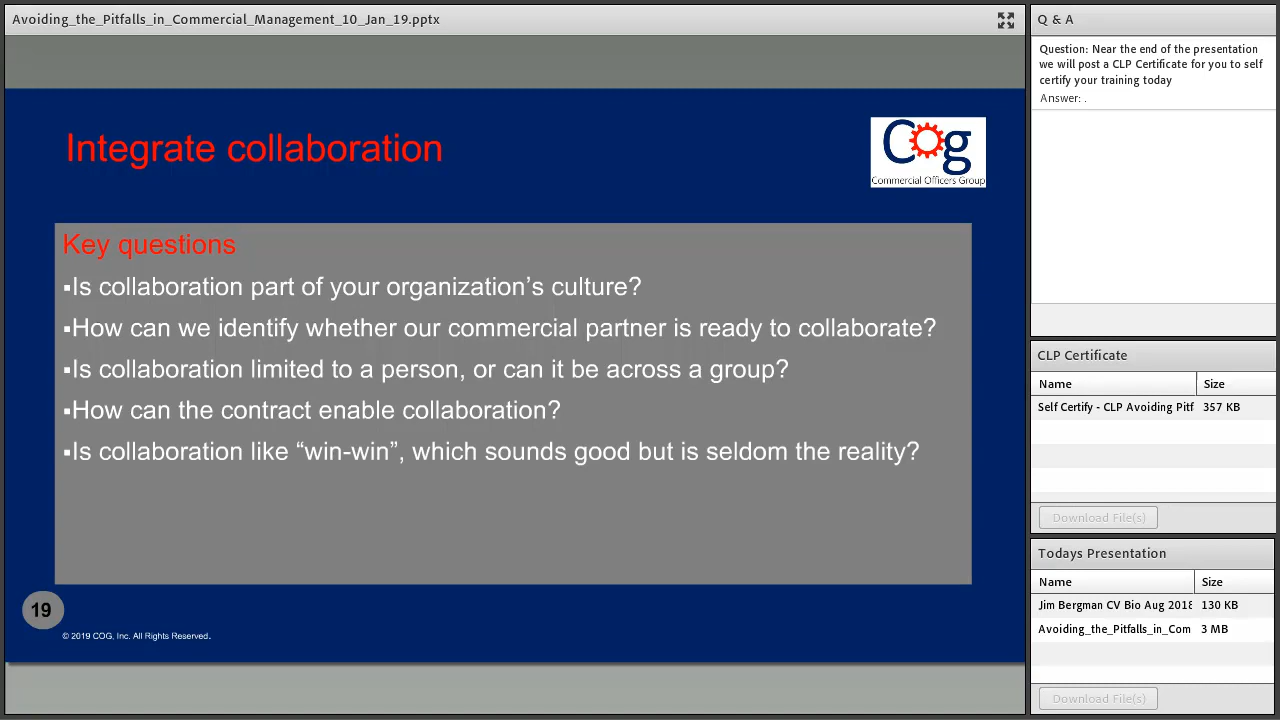 Avoiding_the_Pitfalls_in_Commercial_Management_10_Jan_19.pptx
Integrate collaboration
Cog
Commercial Officers Group
Key questions
▪Is collaboration part of your organization’s culture?
▪How can we identify whether our commercial partner is ready to collaborate?
▪Is collaboration limited to a person, or can it be across a group?
▪How can the contract enable collaboration?
▪Is collaboration like “win-win”, which sounds good but is seldom the reality?
19
© 2019 COG, Inc. All Rights Reserved.
Q & A
Question: Near the end of the presentation
we will post a CLP Certificate for you to self
certify your training today
Answer: .
CLP Certificate
Name Size
Self Certify - CLP Avoiding Pitf 357 KB
Download File(s)
Todays Presentation
Name Size
Jim Bergman CV Bio Aug 2018 130 KB
Avoiding_the_Pitfalls_in_Com 3 MB
Download File(s)